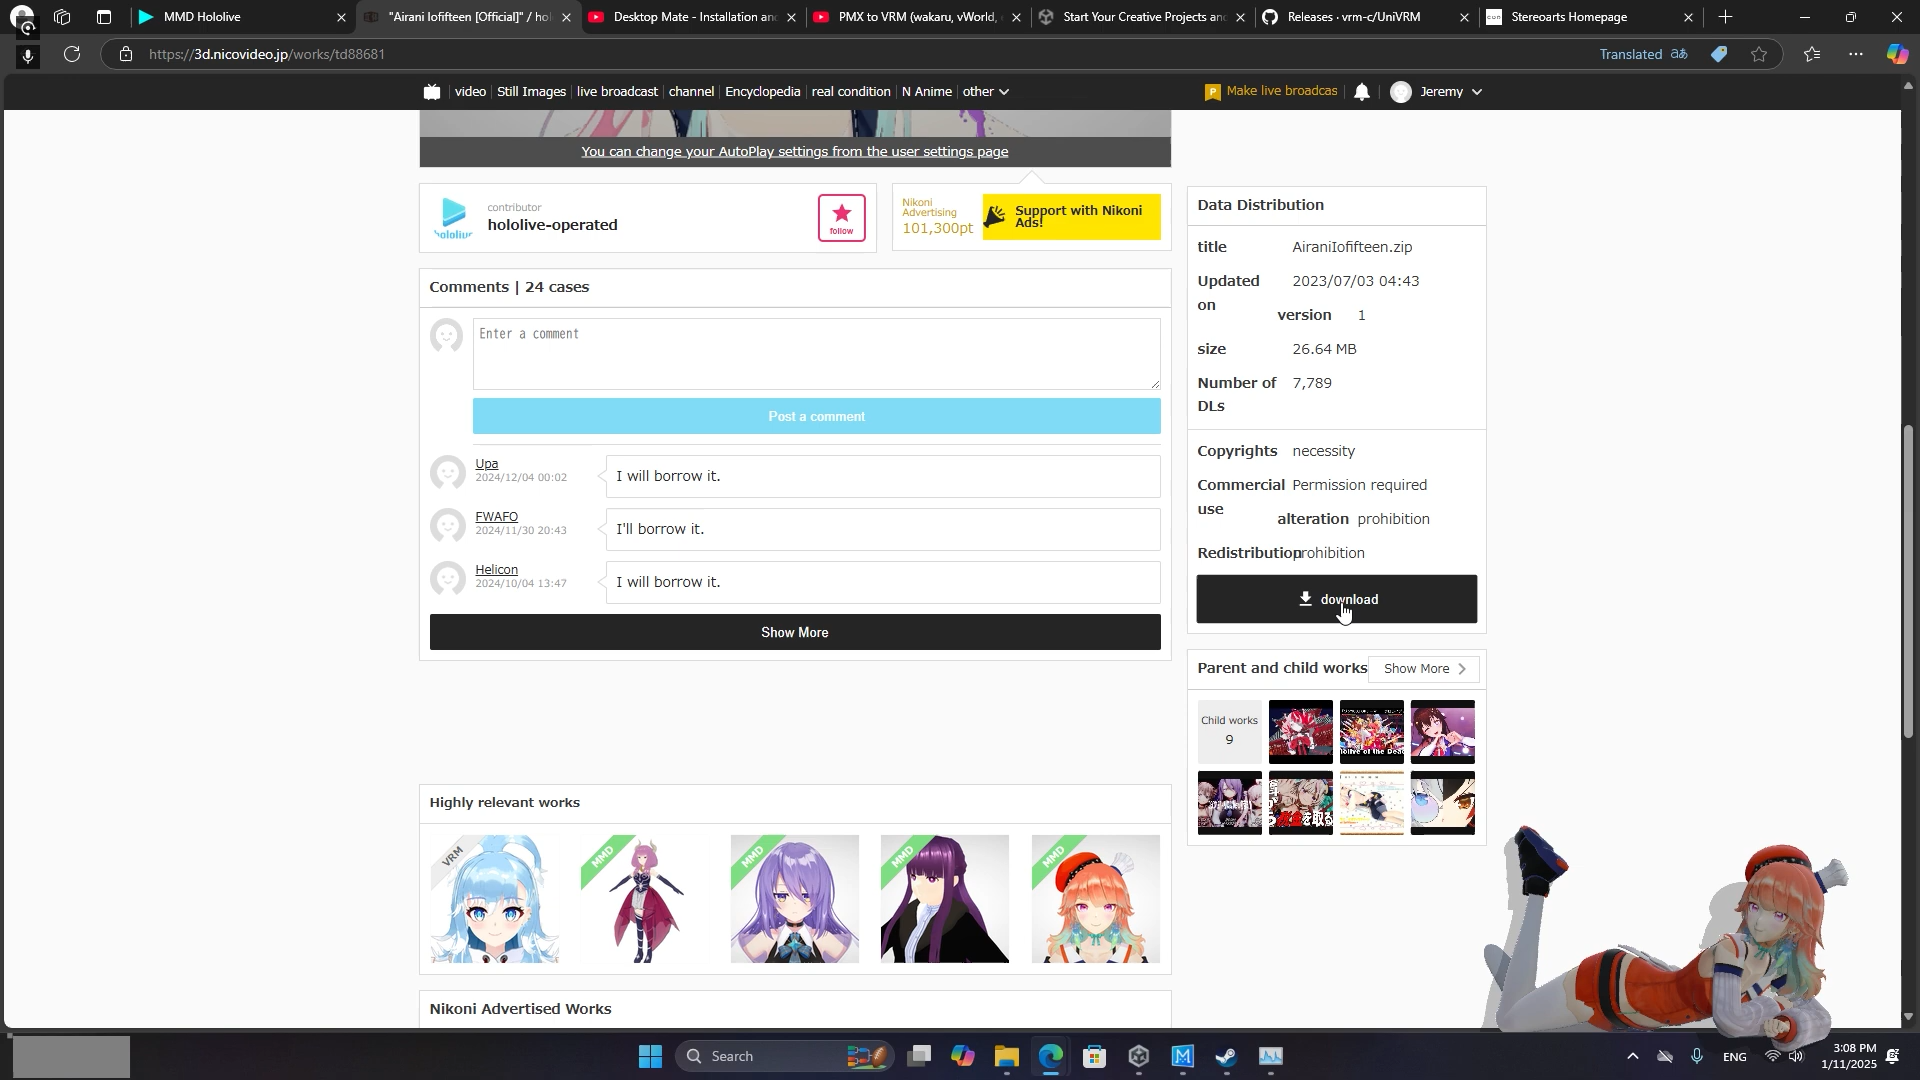 MMD Hololive
"Airani Iofifteen [Official]" / hol
Desktop Mate - Installation and
PMX to VRM (wakaru, vWorld,
Start Your Creative Projects and
Releases · vrm-c/UniVRM
Stereoarts Homepage
https://3d.nicovideo.jp/works/td88681
Translated
video
Still Images
live broadcast
channel
Encyclopedia
real condition
N Anime
other
Make live broadcas
Jeremy
You can change your AutoPlay settings from the user settings page
contributor
hololive-operated
follow
Nikoni
Advertising
101,300pt
Support with Nikoni
Ads!
Comments | 24 cases
Enter a comment
Post a comment
Upa
2024/12/04 00:02
I will borrow it.
FWAFO
2024/11/30 20:43
I'll borrow it.
Helicon
2024/10/04 13:47
I will borrow it.
Show More
Data Distribution
title AiraniIofifteen.zip
Updated 2023/07/03 04:43
on
version 1
size 26.64 MB
Number of 7,789
DLs
Copyrights necessity
Commercial Permission required
use
alteration prohibition
Redistribution prohibition
download
Parent and child works
Show More
Child works
9
Highly relevant works
VRM
MMD
MMD
MMD
MMD
Nikoni Advertised Works
Search
ENG
3:08 PM
1/11/2025